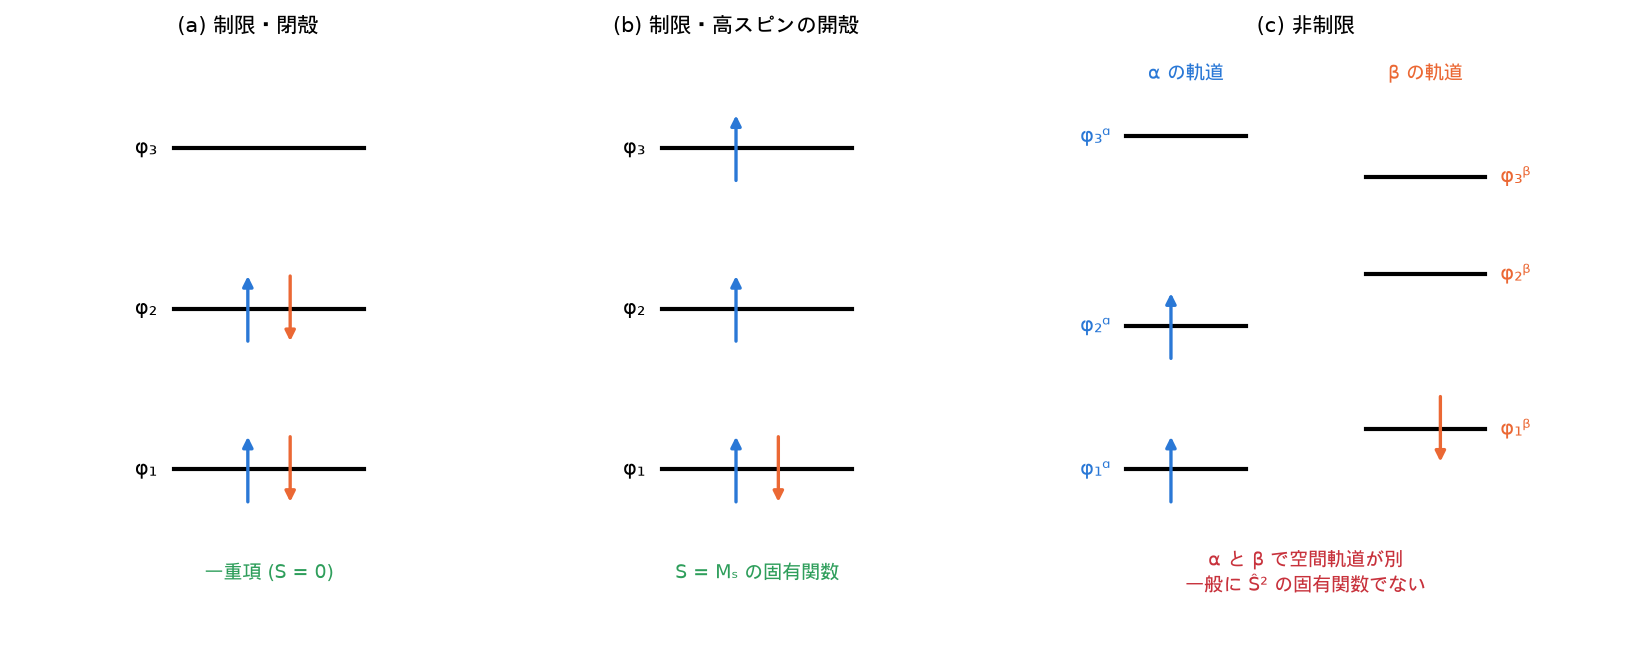 (a) 制限・閉殻
φ₃
φ₂
φ₁
一重項 (S = 0)
(b) 制限・高スピンの開殻
φ₃
φ₂
φ₁
S = Mₛ の固有関数
(c) 非制限
α の軌道
β の軌道
φ₃ᵅ
φ₃ᵝ
φ₂ᵝ
φ₂ᵅ
φ₁ᵝ
φ₁ᵅ
α と β で空間軌道が別
一般に Ŝ² の固有関数でない